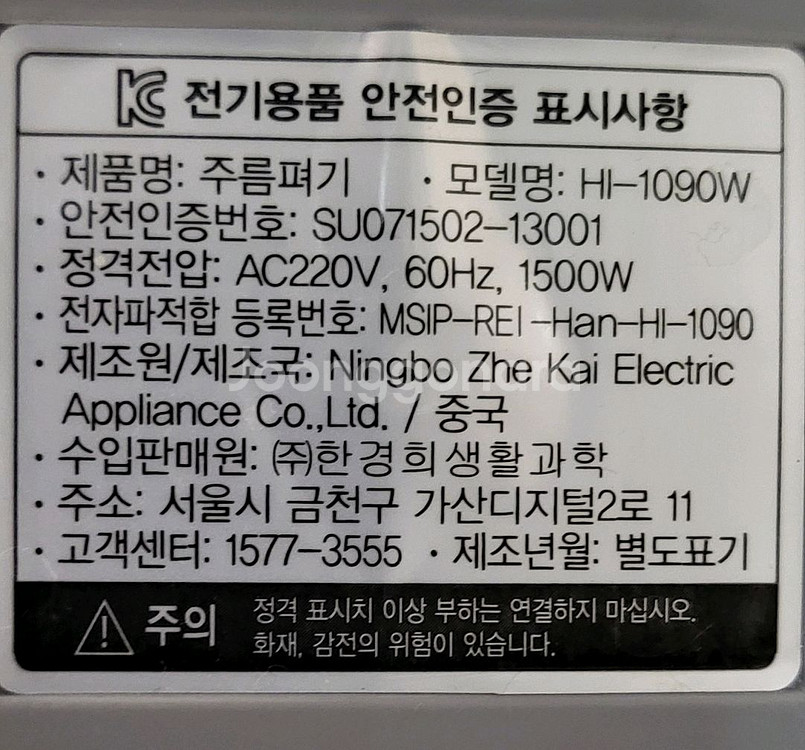 KC 전기용품 안전인증 표시사항
· 제품명: 주름펴기 · 모델명: HI-1090W
· 안전인증번호: SU071502-13001
· 정격전압: AC220V, 60Hz, 1500W
· 전자파적합 등록번호: MSIP-REI-Han-HI-1090
· 제조원/제조국: Ningbo Zhe Kai Electric
Appliance Co.,Ltd. / 중국
Joonggonara
· 수입판매원: ㈜한경희생활과학
· 주소: 서울시 금천구 가산디지털2로 11
· 고객센터: 1577-3555 · 제조년월: 별도표기
주의 정격 표시치 이상 부하는 연결하지 마십시오.
화재, 감전의 위험이 있습니다.